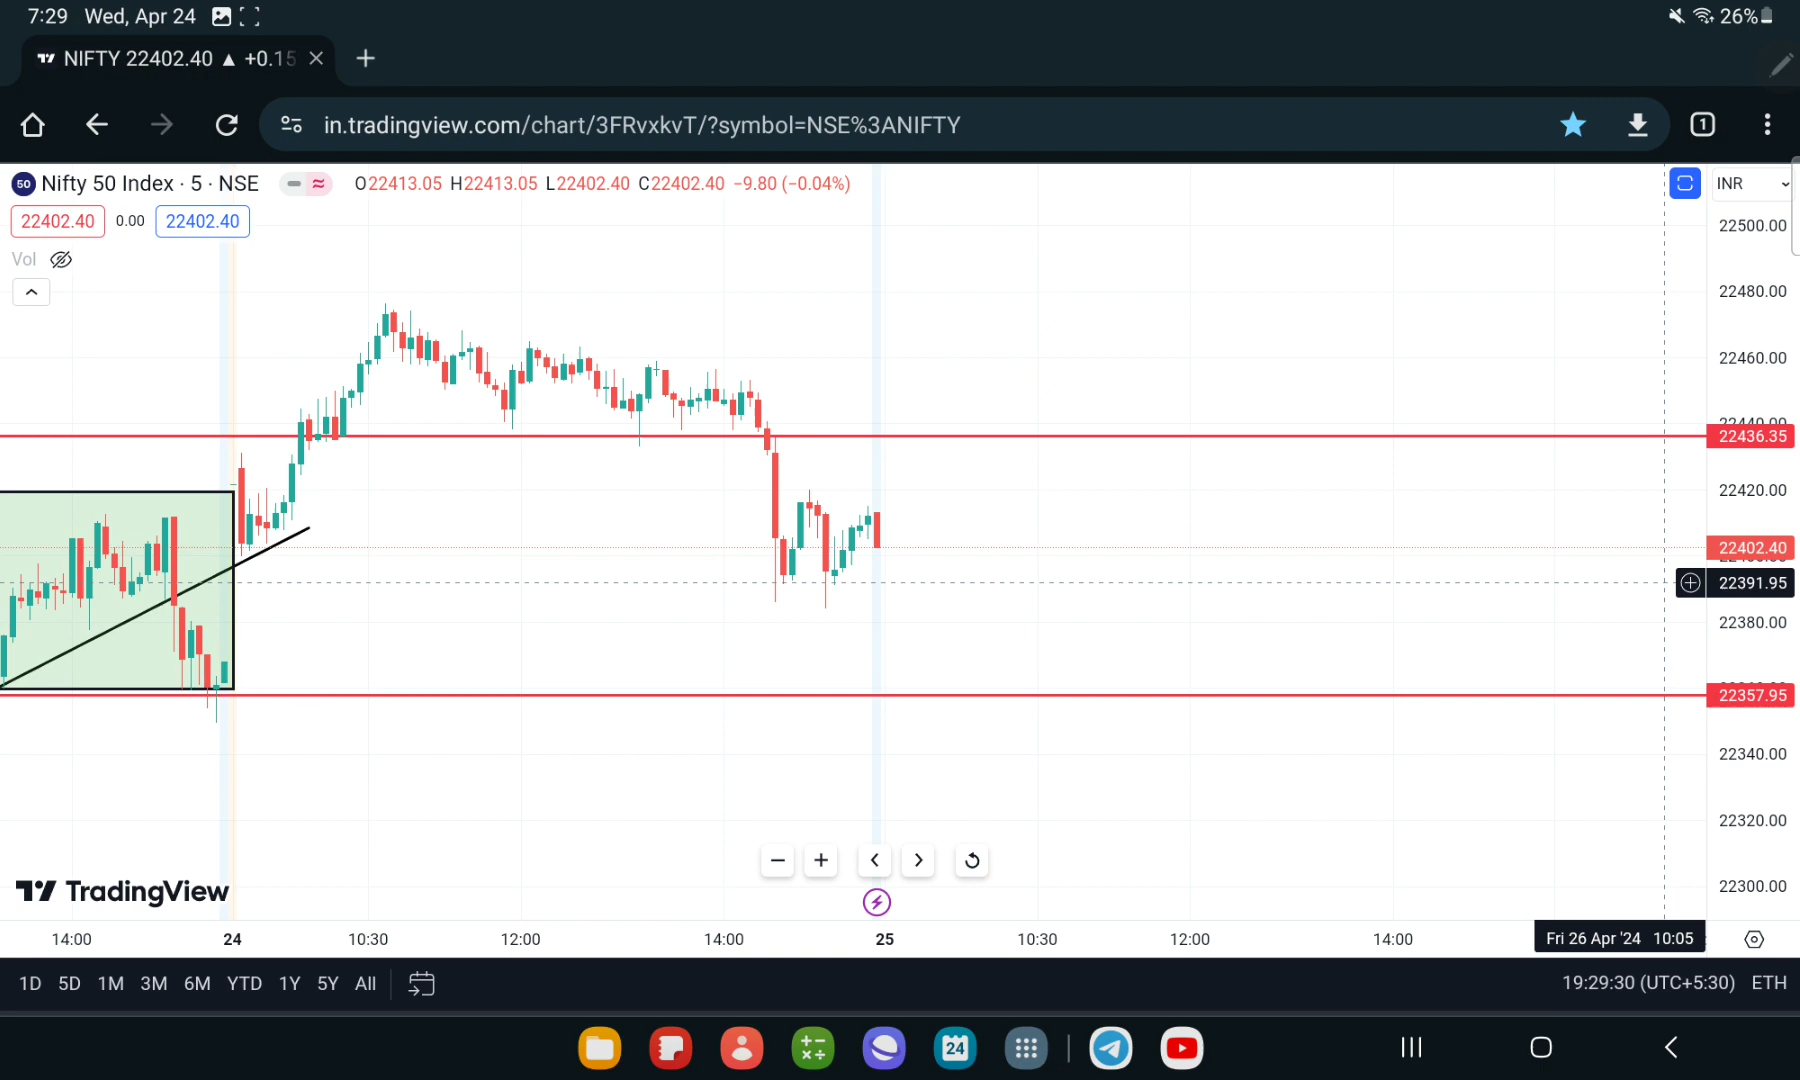 7:29 Wed, Apr 24
26%
NIFTY 22402.40 ▲ +0.15
in.tradingview.com/chart/3FRvxkvT/?symbol=NSE%3ANIFTY
1
50 Nifty 50 Index · 5 · NSE O22413.05 H22413.05 L22402.40 C22402.40 −9.80 (−0.04%)
INR
22402.40 0.00 22402.40
Vol
22500.00
22480.00
22460.00
22440.00
22436.35
22420.00
22402.40
22391.95
22380.00
22357.95
22340.00
22320.00
22300.00
TradingView
14:00 24 10:30 12:00 14:00 25 10:30 12:00 14:00 Fri 26 Apr '24 10:05
1D 5D 1M 3M 6M YTD 1Y 5Y All
19:29:30 (UTC+5:30) ETH
24